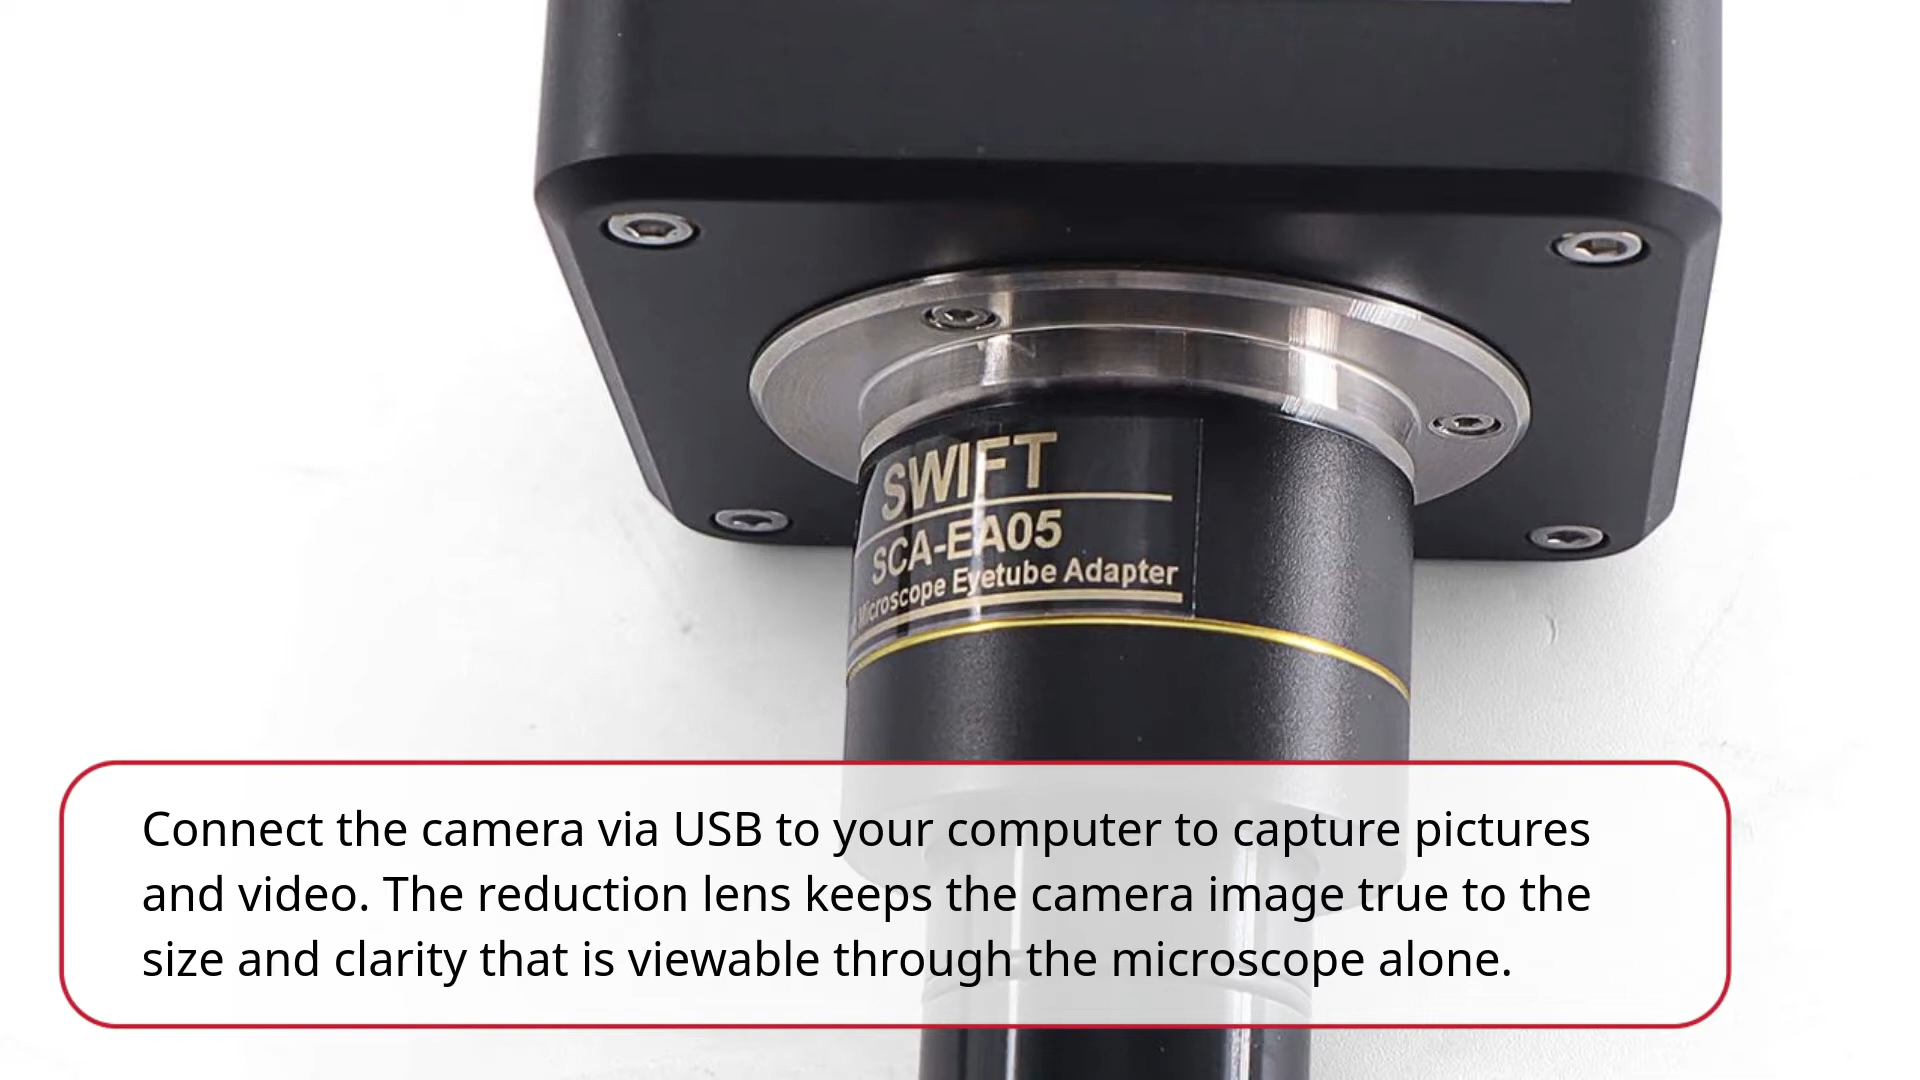 SWIFT
SCA-EA05
Microscope Eyetube Adapter
Connect the camera via USB to your computer to capture pictures
and video. The reduction lens keeps the camera image true to the
size and clarity that is viewable through the microscope alone.